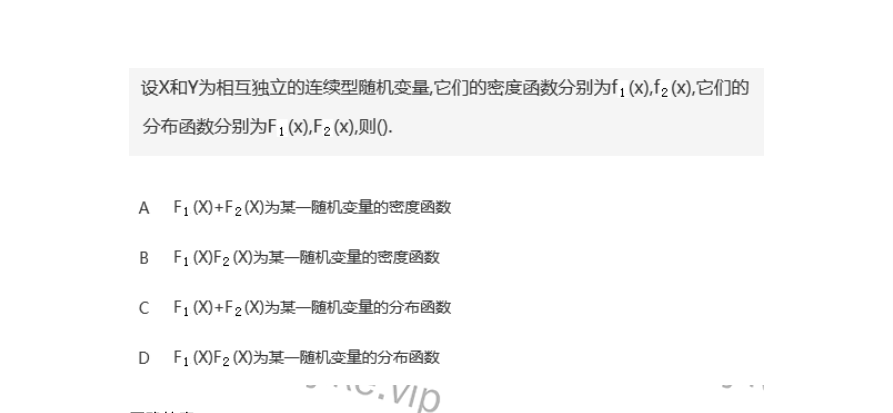 设X和Y为相互独立的连续型随机变量,它们的密度函数分别为f₁(x),f₂(x),它们的
分布函数分别为F₁(x),F₂(x),则().
A F₁(X)+F₂(X)为某一随机变量的密度函数
B F₁(X)F₂(X)为某一随机变量的密度函数
C F₁(X)+F₂(X)为某一随机变量的分布函数
D F₁(X)F₂(X)为某一随机变量的分布函数
.vip